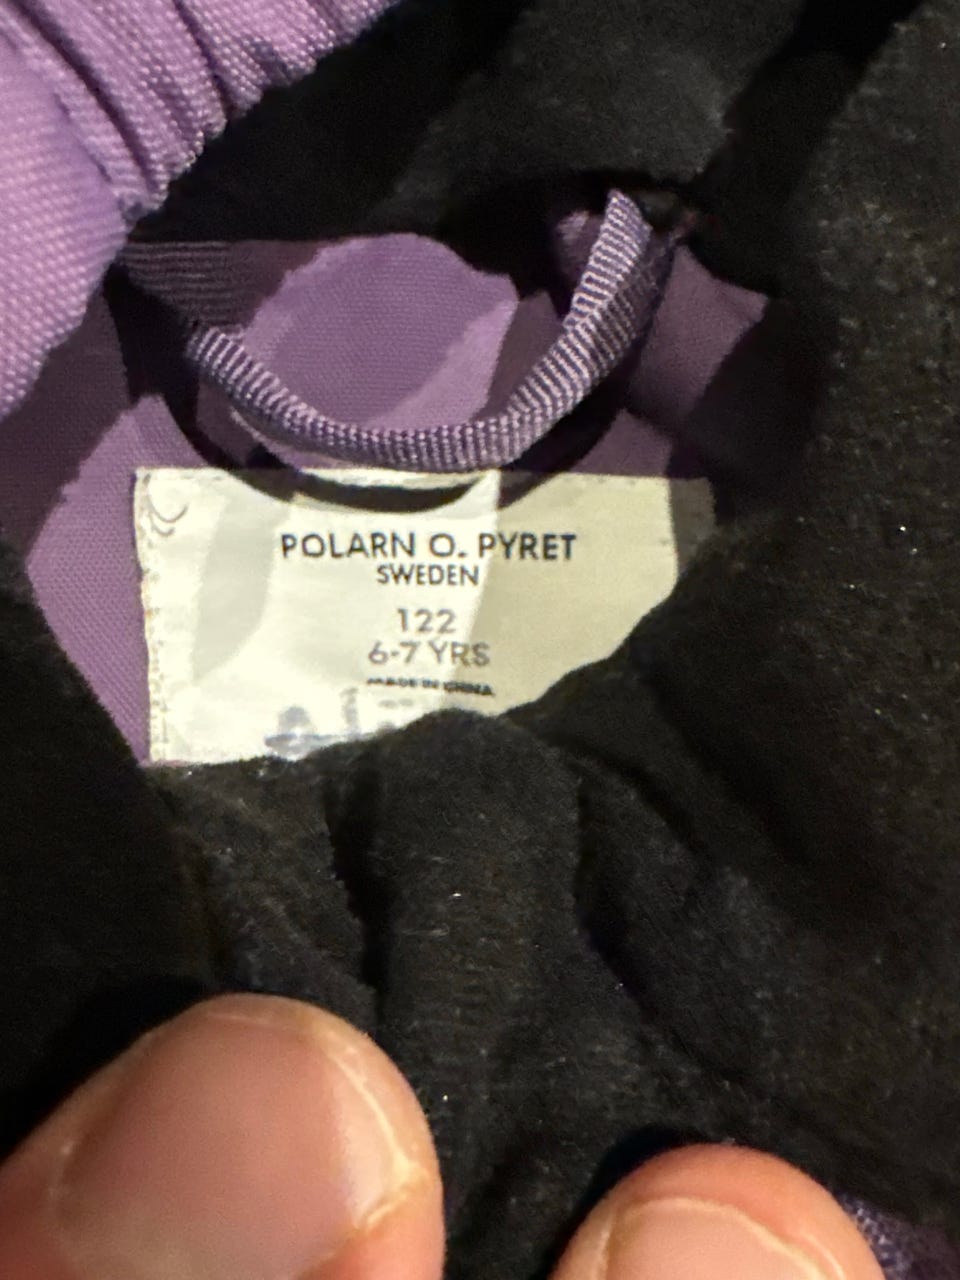 POLARN O. PYRET
SWEDEN
122
6-7 YRS
MADE IN CHINA